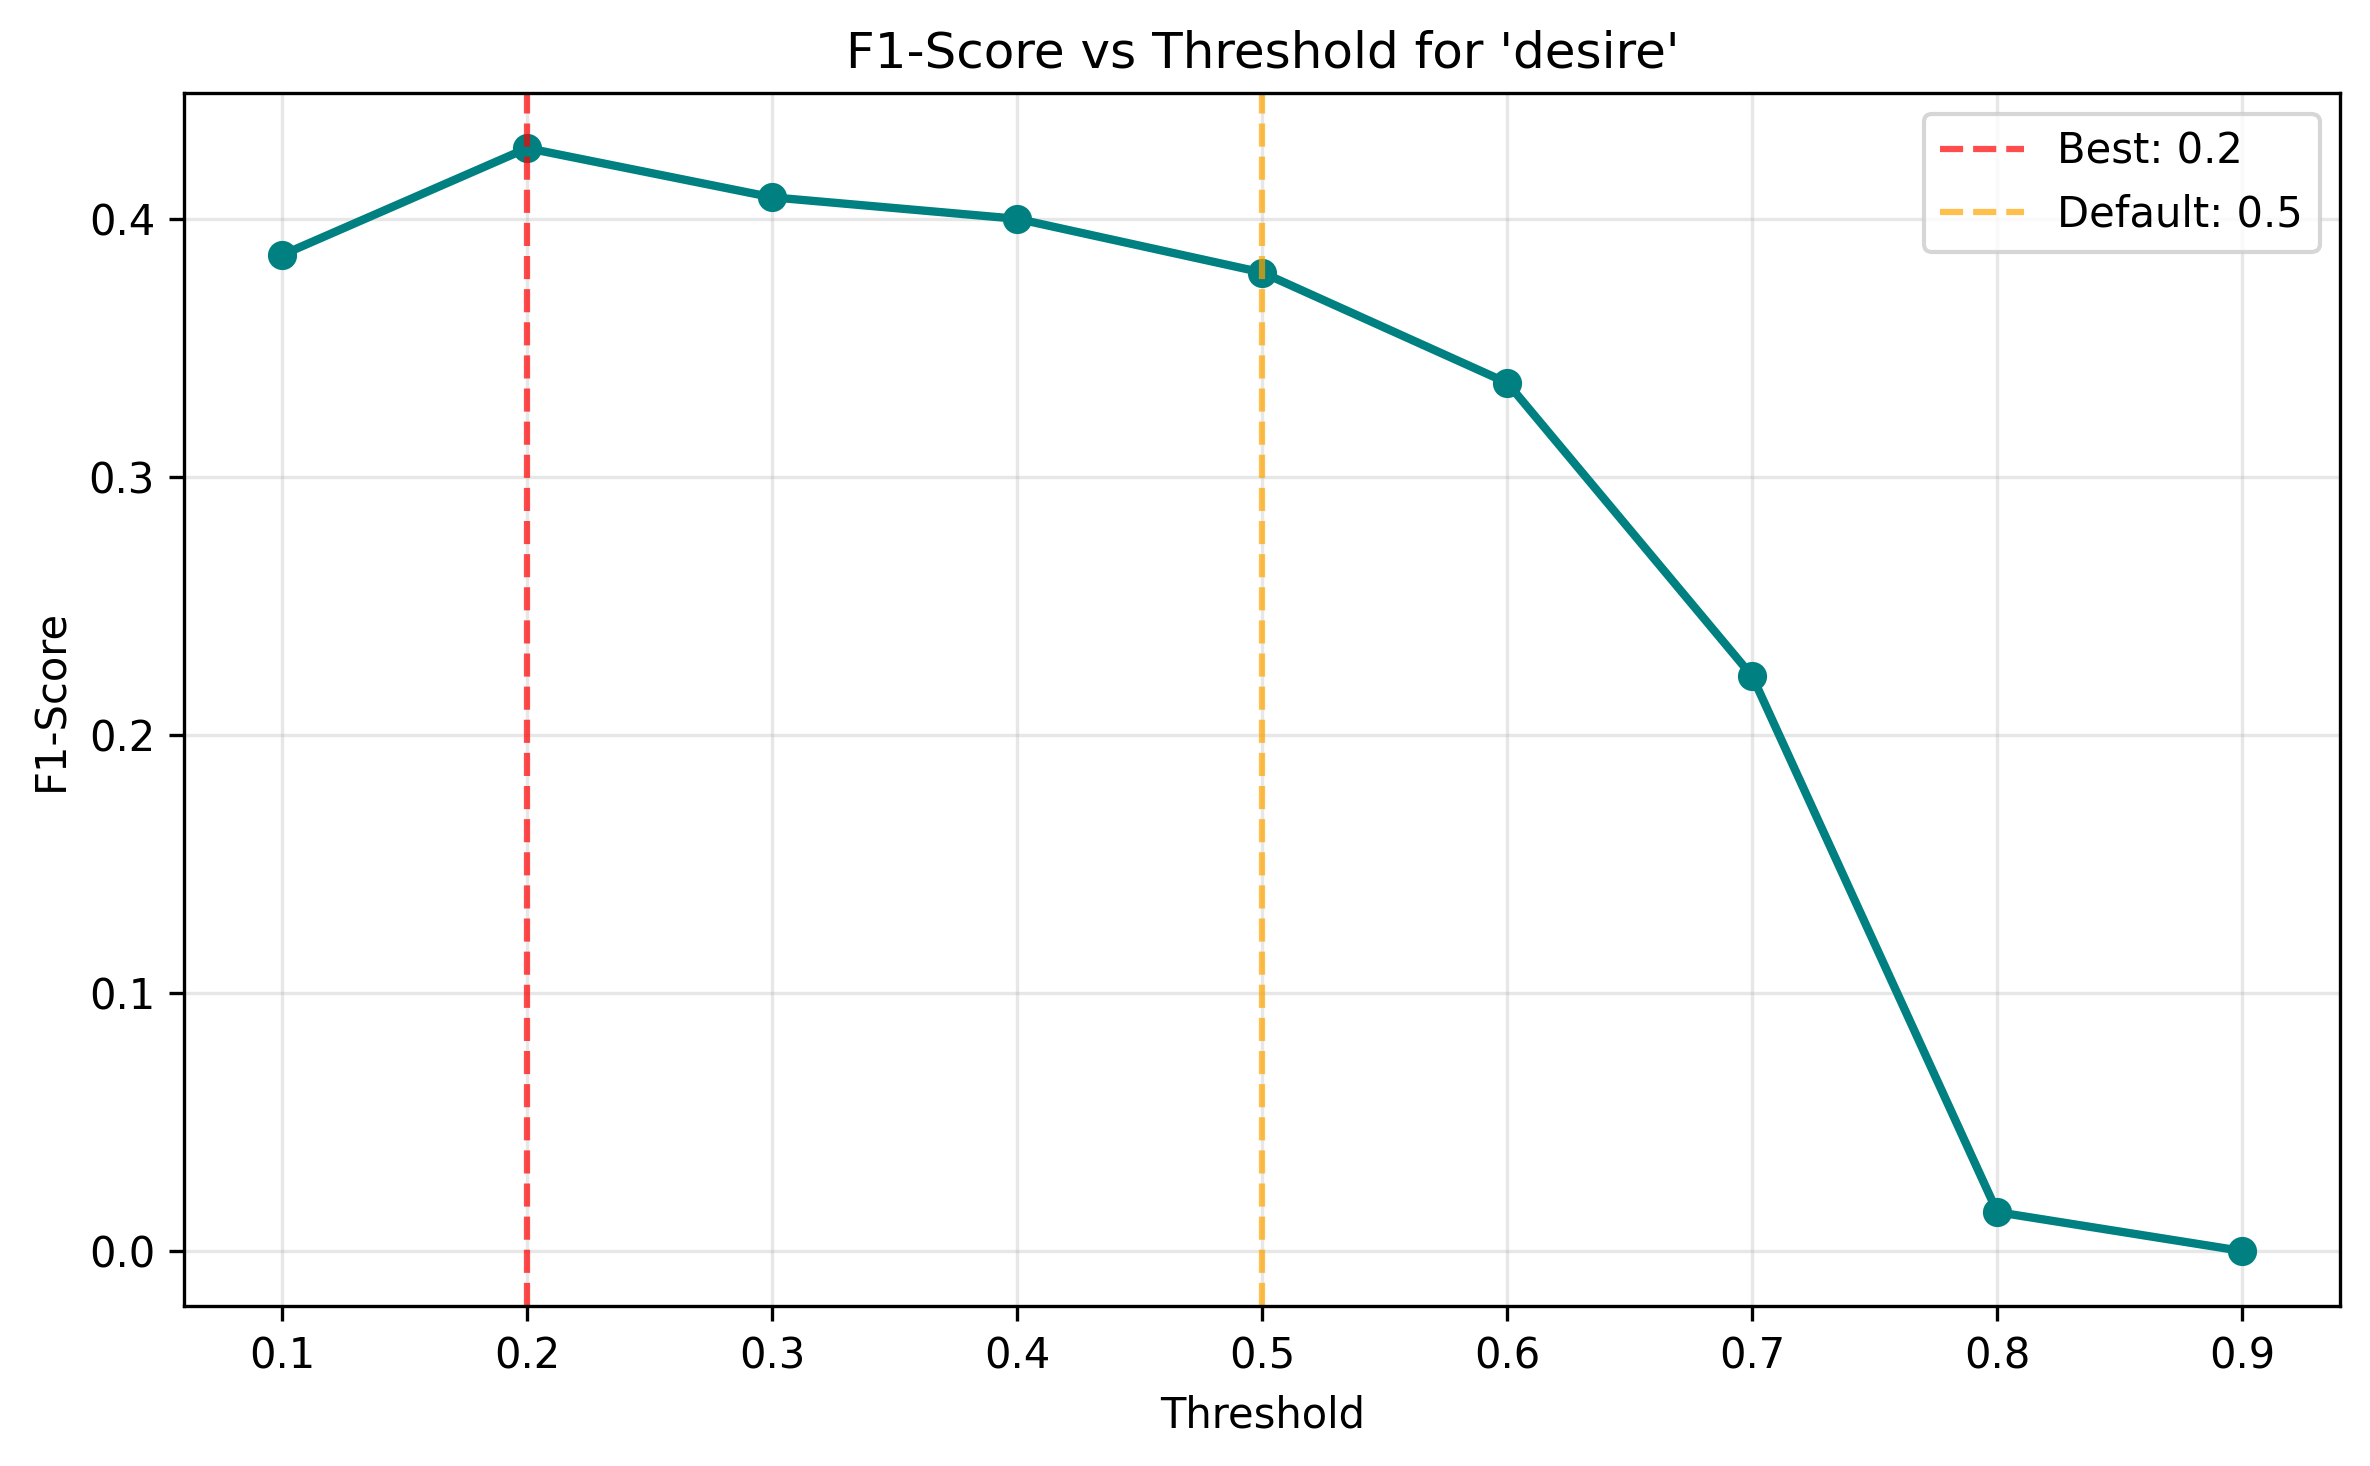 F1-Score vs Threshold for 'desire'
Best: 0.2
Default: 0.5
F1-Score
0.4
0.3
0.2
0.1
0.0
0.1 0.2 0.3 0.4 0.5 0.6 0.7 0.8 0.9
Threshold